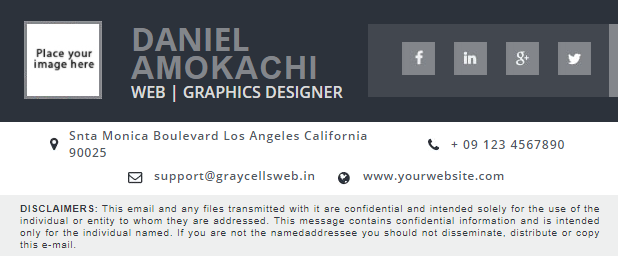 Place your
image here
DANIEL
AMOKACHI
WEB | GRAPHICS DESIGNER
f
in
g+
Snta Monica Boulevard Los Angeles California
90025
+ 09 123 4567890
support@graycellsweb.in
www.yourwebsite.com
DISCLAIMERS: This email and any files transmitted with it are confidential and intended solely for the use of the
individual or entity to whom they are addressed. This message contains confidential information and is intended
only for the individual named. If you are not the namedaddressee you should not disseminate, distribute or copy
this e-mail.